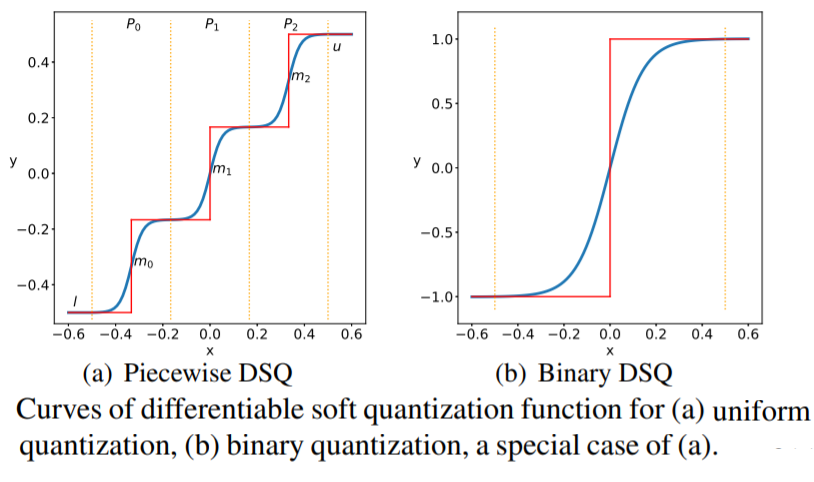 P0 P1 P2
u
0.4
m2
0.2
y
0.0
m1
−0.2
m0
−0.4
l
−0.6 −0.4 −0.2 0.0 0.2 0.4 0.6
x
(a) Piecewise DSQ
1.0
0.5
y
0.0
−0.5
−1.0
−0.6 −0.4 −0.2 0.0 0.2 0.4 0.6
x
(b) Binary DSQ
Curves of differentiable soft quantization function for (a) uniform
quantization, (b) binary quantization, a special case of (a).